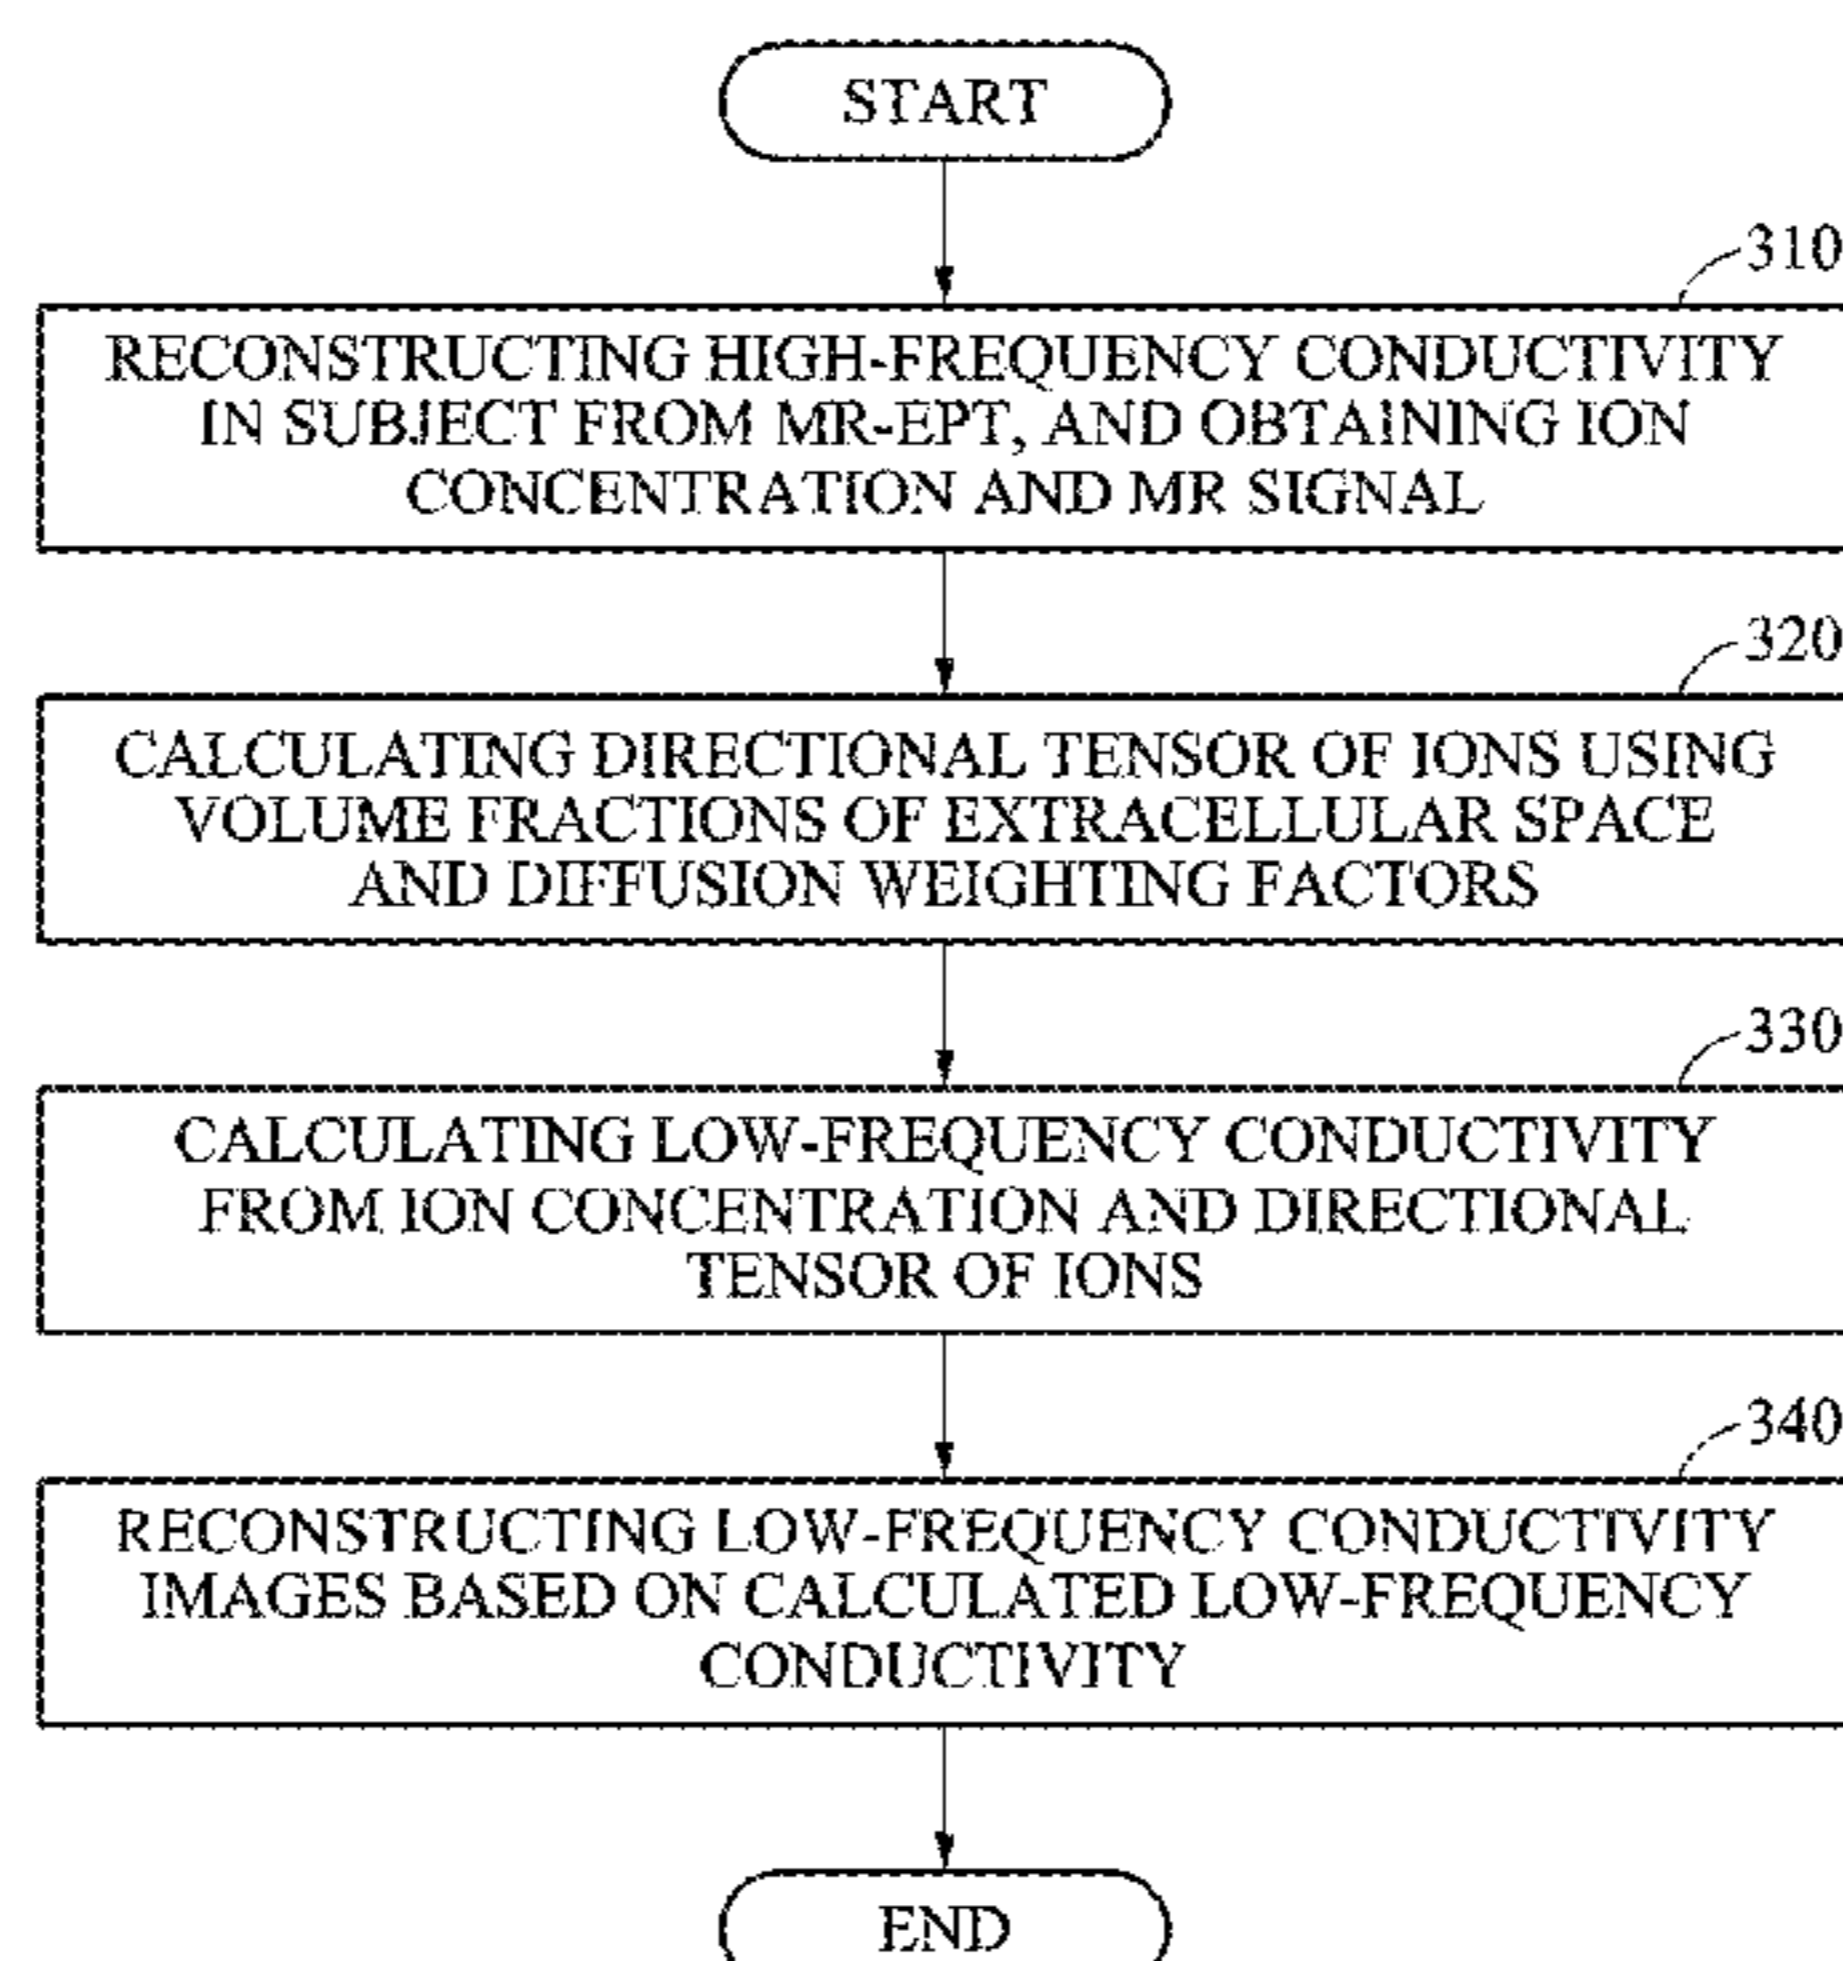 START
310
RECONSTRUCTING HIGH-FREQUENCY CONDUCTIVITY
IN SUBJECT FROM MR-EPT, AND OBTAINING ION
CONCENTRATION AND MR SIGNAL
320
CALCULATING DIRECTIONAL TENSOR OF IONS USING
VOLUME FRACTIONS OF EXTRACELLULAR SPACE
AND DIFFUSION WEIGHTING FACTORS
330
CALCULATING LOW-FREQUENCY CONDUCTIVITY
FROM ION CONCENTRATION AND DIRECTIONAL
TENSOR OF IONS
340
RECONSTRUCTING LOW-FREQUENCY CONDUCTIVITY
IMAGES BASED ON CALCULATED LOW-FREQUENCY
CONDUCTIVITY
END